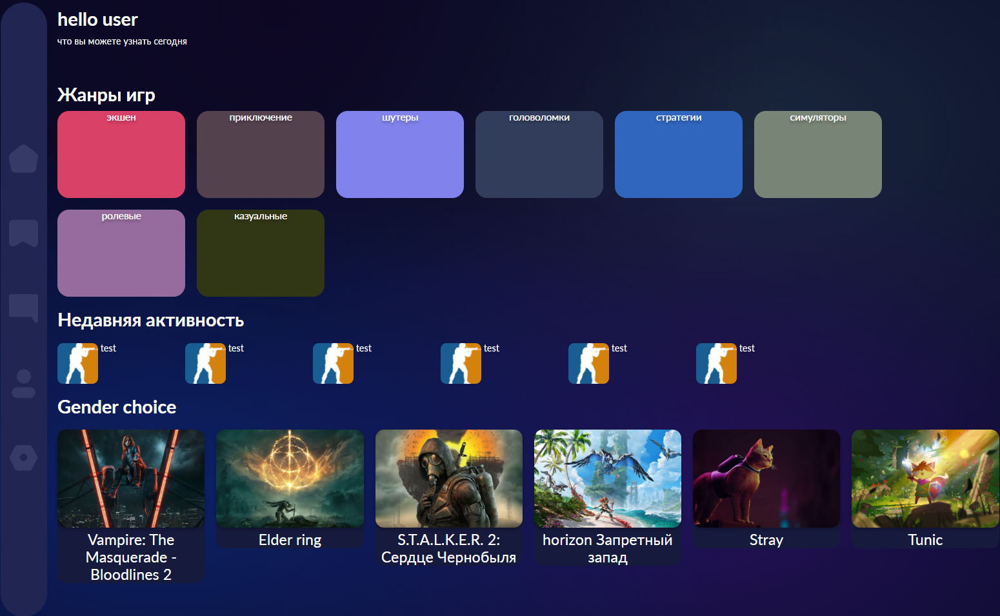 hello user
что вы можете узнать сегодня
Жанры игр
экшен
приключение
шутеры
головоломки
стратегии
симуляторы
ролевые
казуальные
Недавняя активность
test
test
test
test
test
test
Gender choice
Vampire: The
Masquerade -
Bloodlines 2
Elder ring
S.T.A.L.K.E.R. 2:
Сердце Чернобыля
horizon Запретный
запад
Stray
Tunic